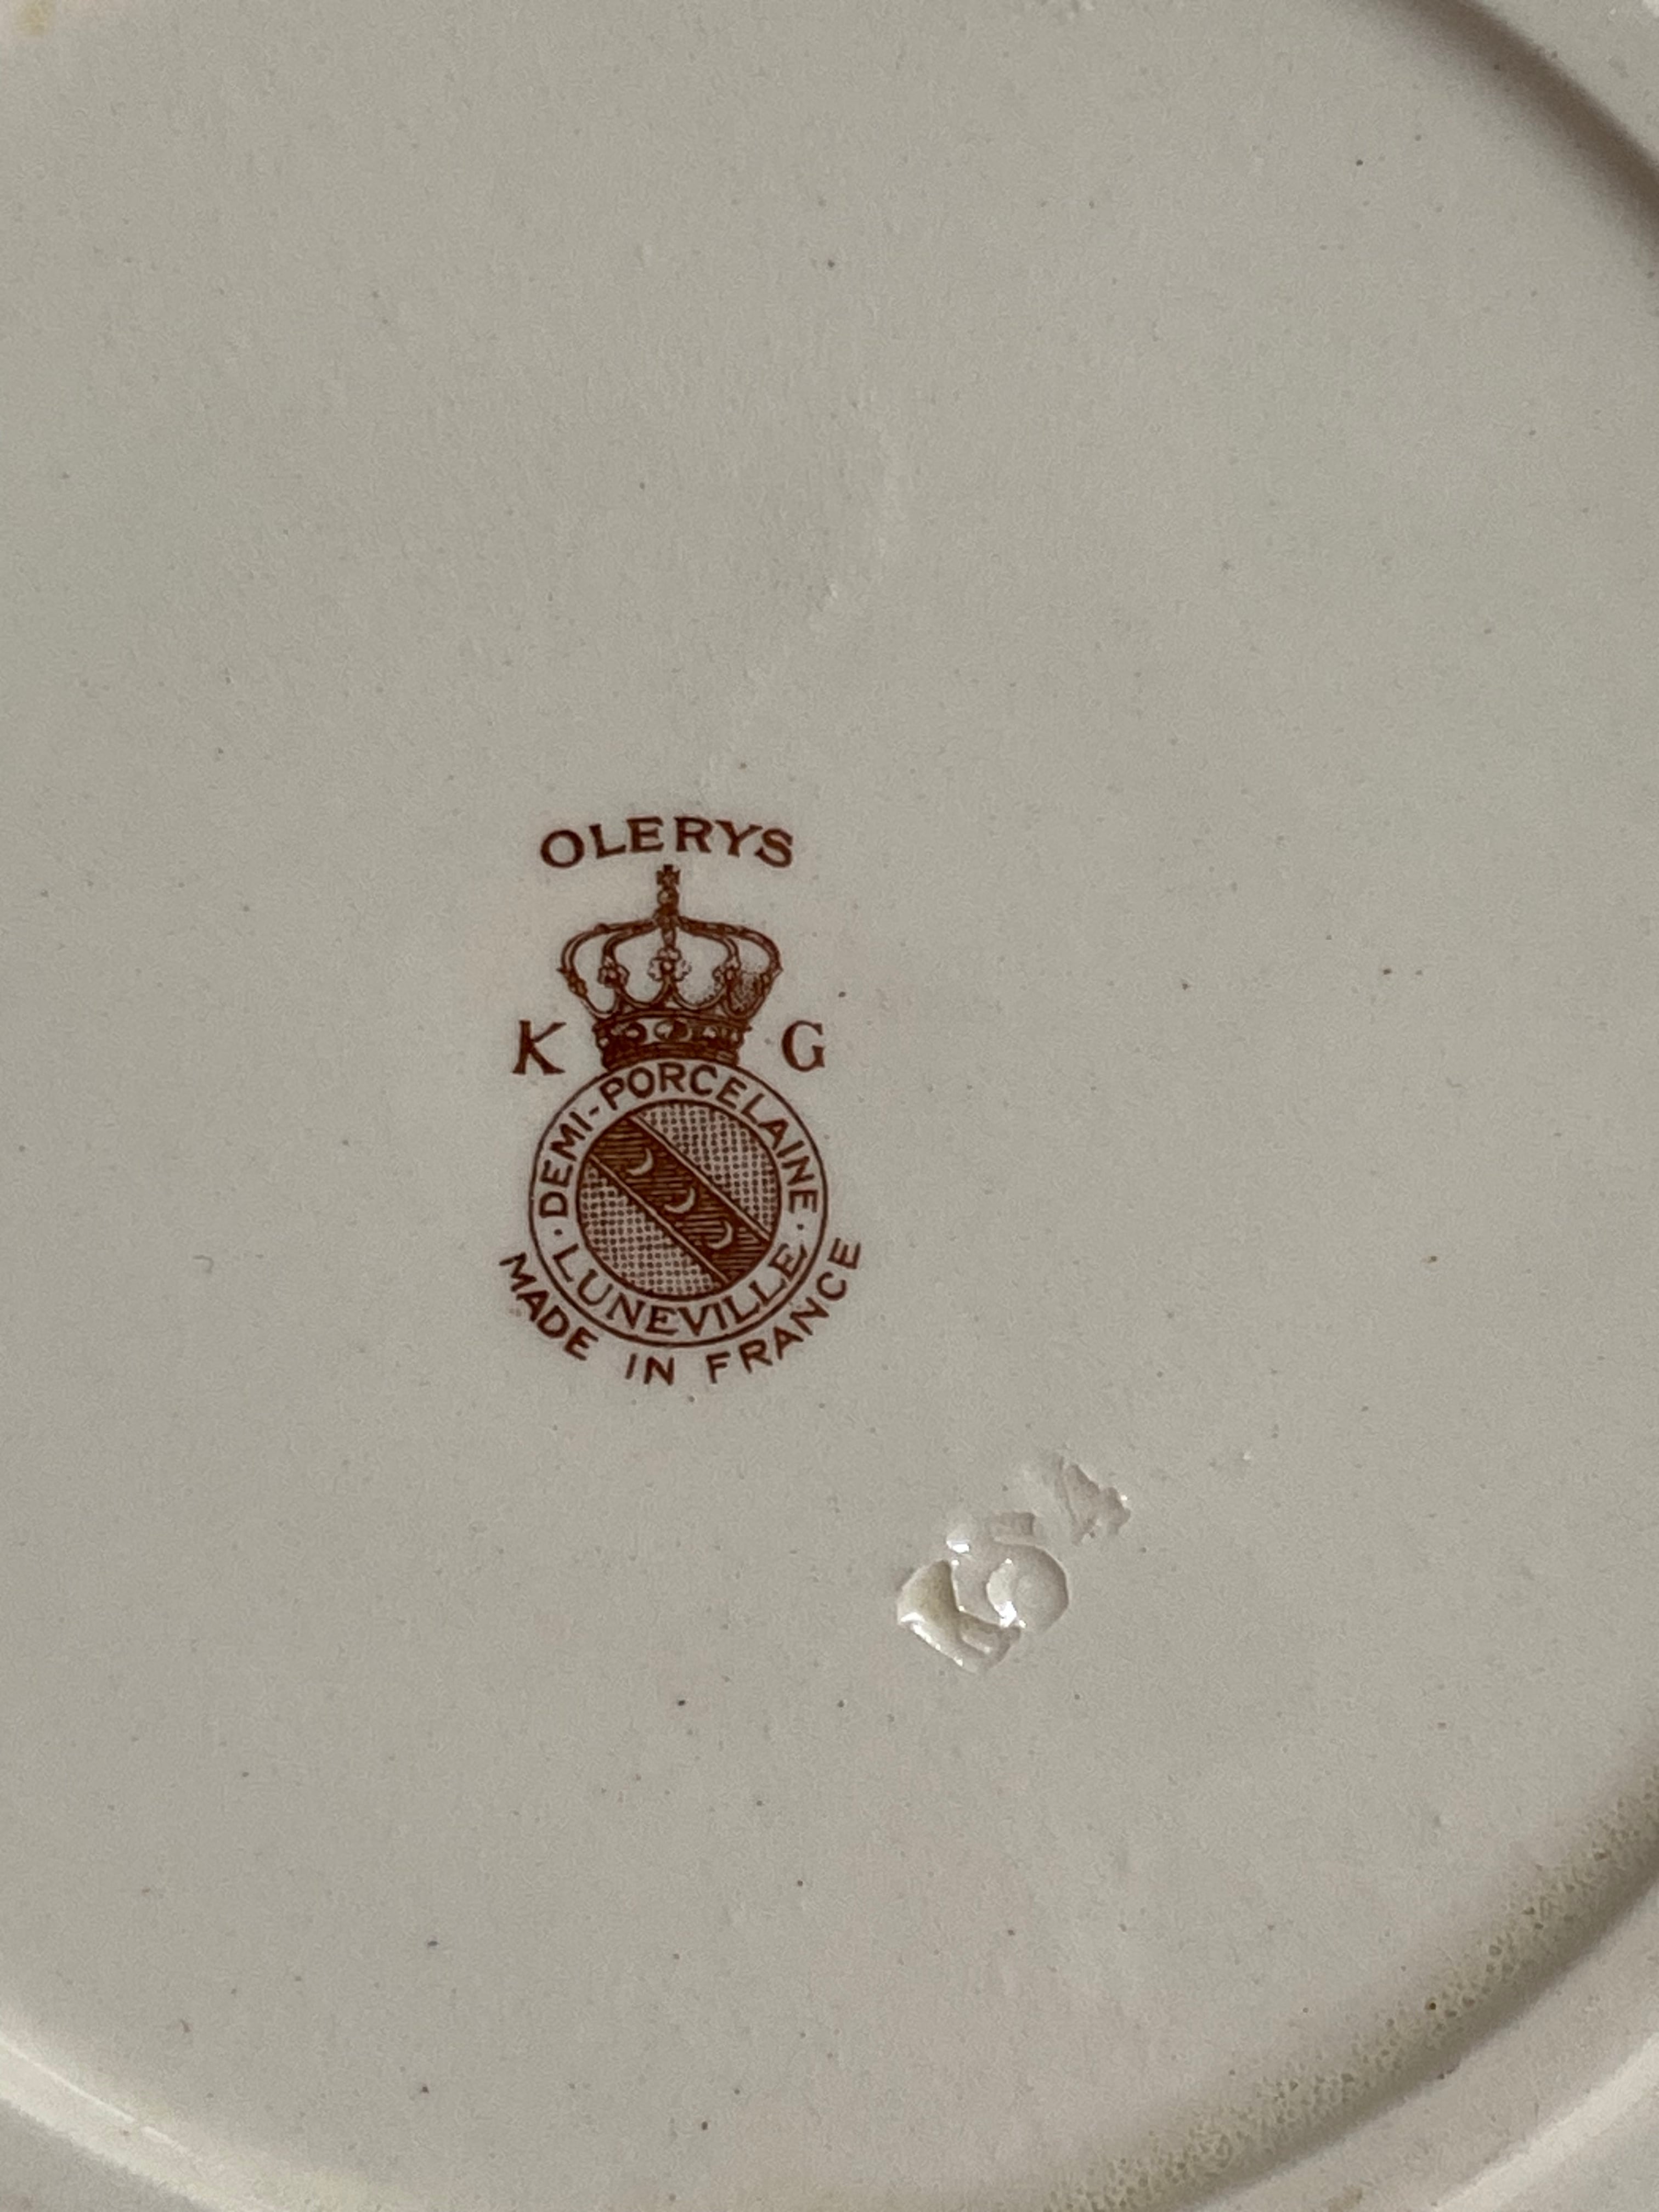 OLERYS
K G
DEMI-PORCELAINE
· LUNEVILLE ·
MADE IN FRANCE